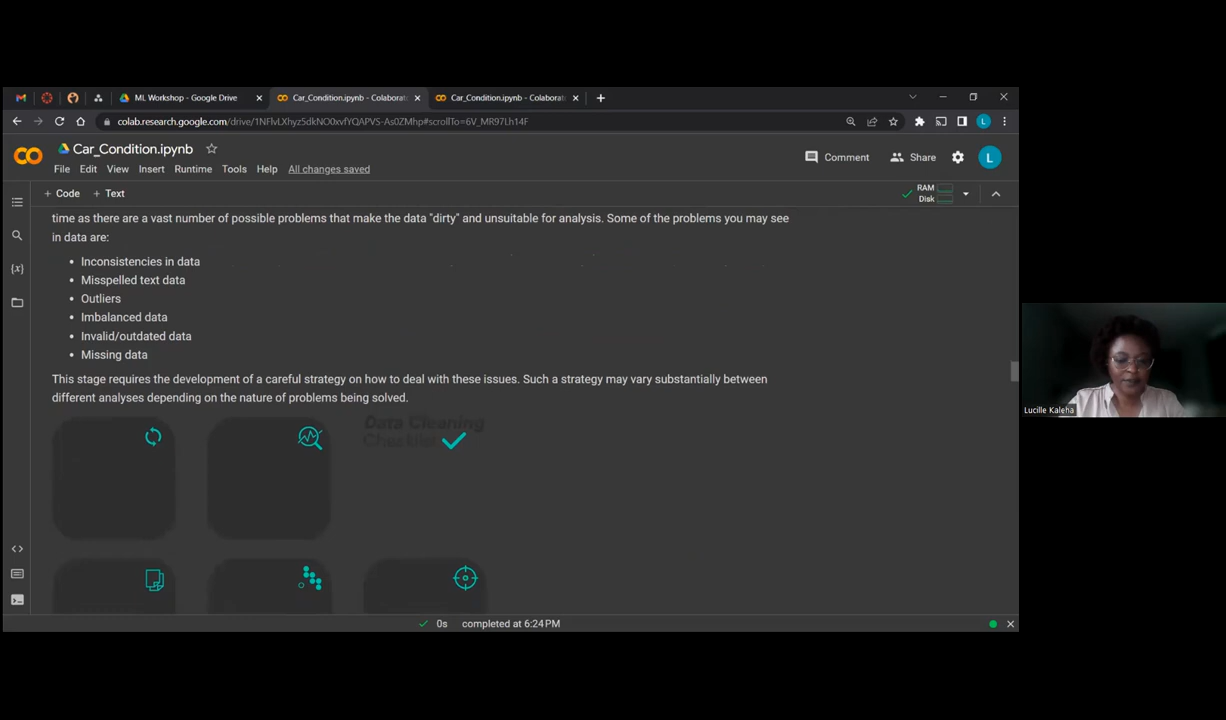 ML Workshop - Google Drive
Car_Condition.ipynb - Colaborat
Car_Condition.ipynb - Colaborat
colab.research.google.com/drive/1NFlvLXhyz5dkNO0xvfYQAPVS-As0ZMhp#scrollTo=6V_MR97Lh14F
L
Car_Condition.ipynb
Comment
Share
L
File Edit View Insert Runtime Tools Help All changes saved
+ Code + Text
RAM
Disk
time as there are a vast number of possible problems that make the data "dirty" and unsuitable for analysis. Some of the problems you may see
in data are:
• Inconsistencies in data
• Misspelled text data
• Outliers
• Imbalanced data
• Invalid/outdated data
• Missing data
This stage requires the development of a careful strategy on how to deal with these issues. Such a strategy may vary substantially between
different analyses depending on the nature of problems being solved.
Data Cleaning
Checklist
0s completed at 6:24 PM
Lucille Kaleha